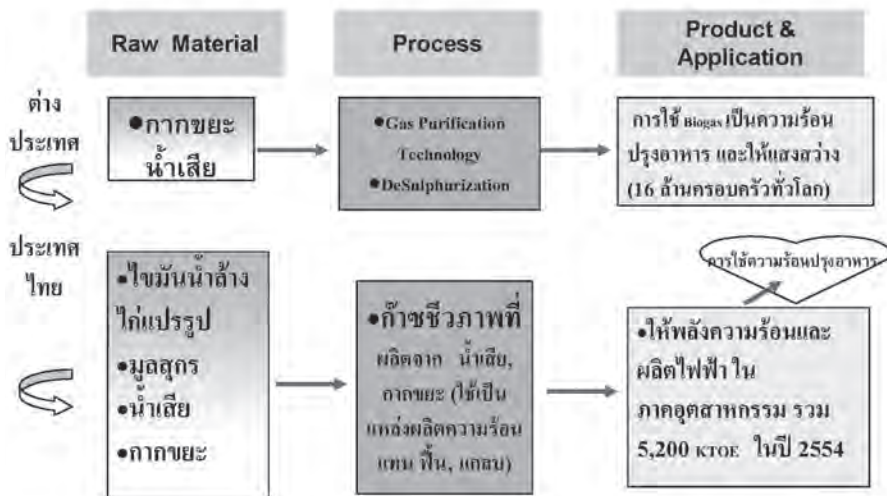 Raw Material
Process
Product &
Application
ต่าง
ประเทศ
•กากขยะ
น้ำเสีย
•Gas Purification
Technology
•DeSulphurization
การใช้ Biogas เป็นความร้อน
ปรุงอาหาร และให้แสงสว่าง
(16 ล้านครอบครัวทั่วโลก)
ประเทศ
ไทย
•ไขมันน้ำล้าง
ไก่แปรรูป
•มูลสุกร
•น้ำเสีย
•กากขยะ
•ก๊าซชีวภาพที่
ผลิตจาก น้ำเสีย,
กากขยะ (ใช้เป็น
แหล่งผลิตความร้อน
แทน ฟื้น, แกลบ)
การใช้ความร้อนปรุงอาหาร
•ให้พลังความร้อนและ
ผลิตไฟฟ้า ใน
ภาคอุตสาหกรรม รวม
5,200 KTOE ในปี 2554